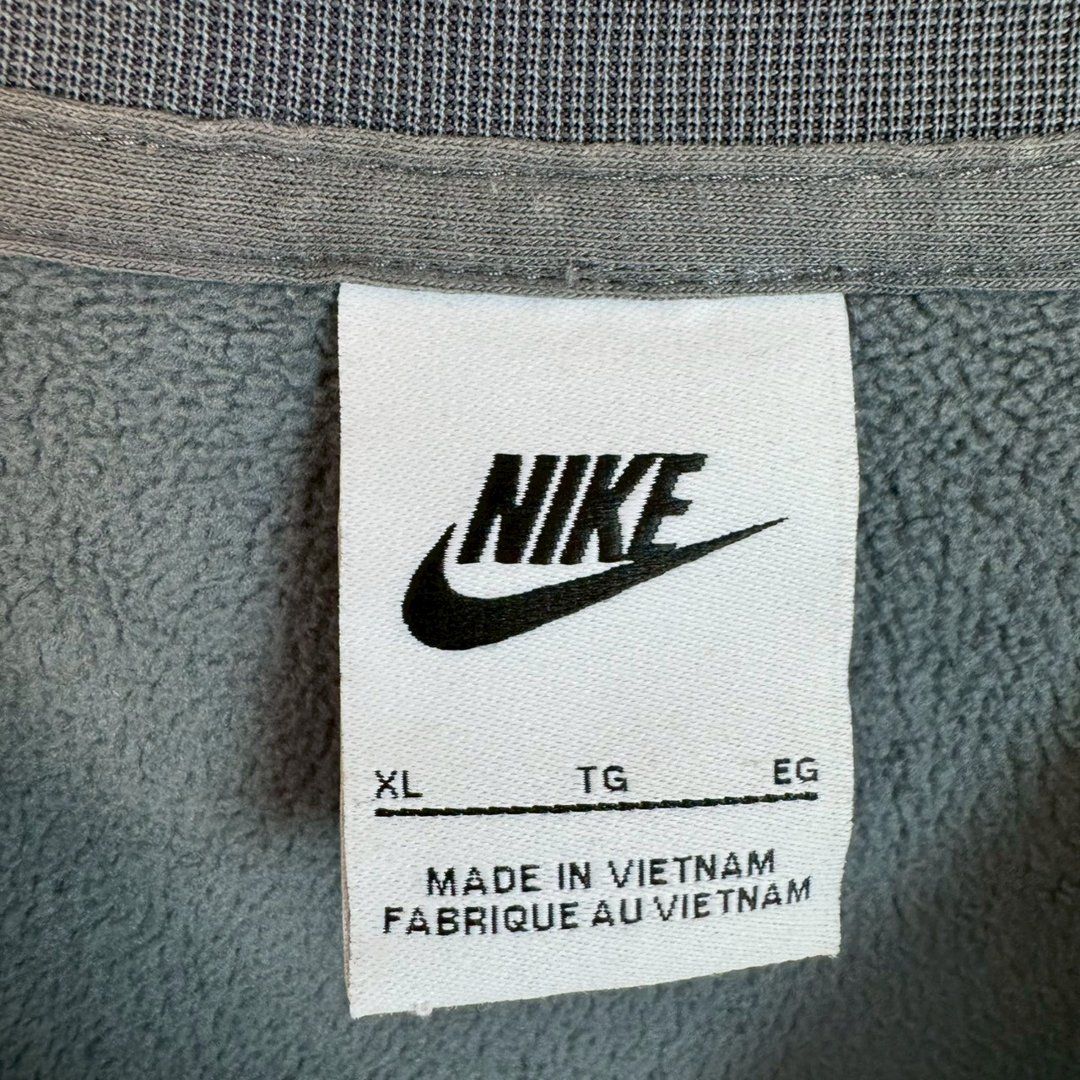 NIKE
XL TG EG
MADE IN VIETNAM
FABRIQUE AU VIETNAM